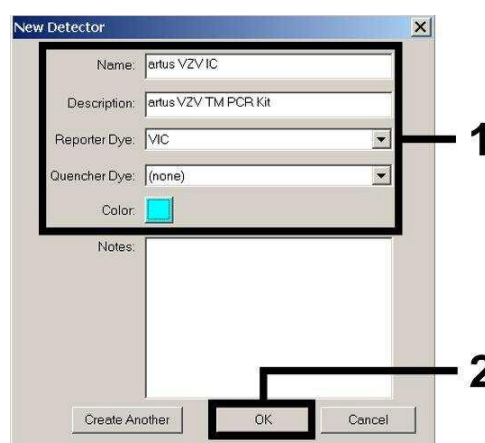 New Detector
Name: artus VZV IC
Description: artus VZV TM PCR Kit
Reporter Dye: VIC
1
Quencher Dye: (none)
Color:
Notes:
2
Create Another OK Cancel